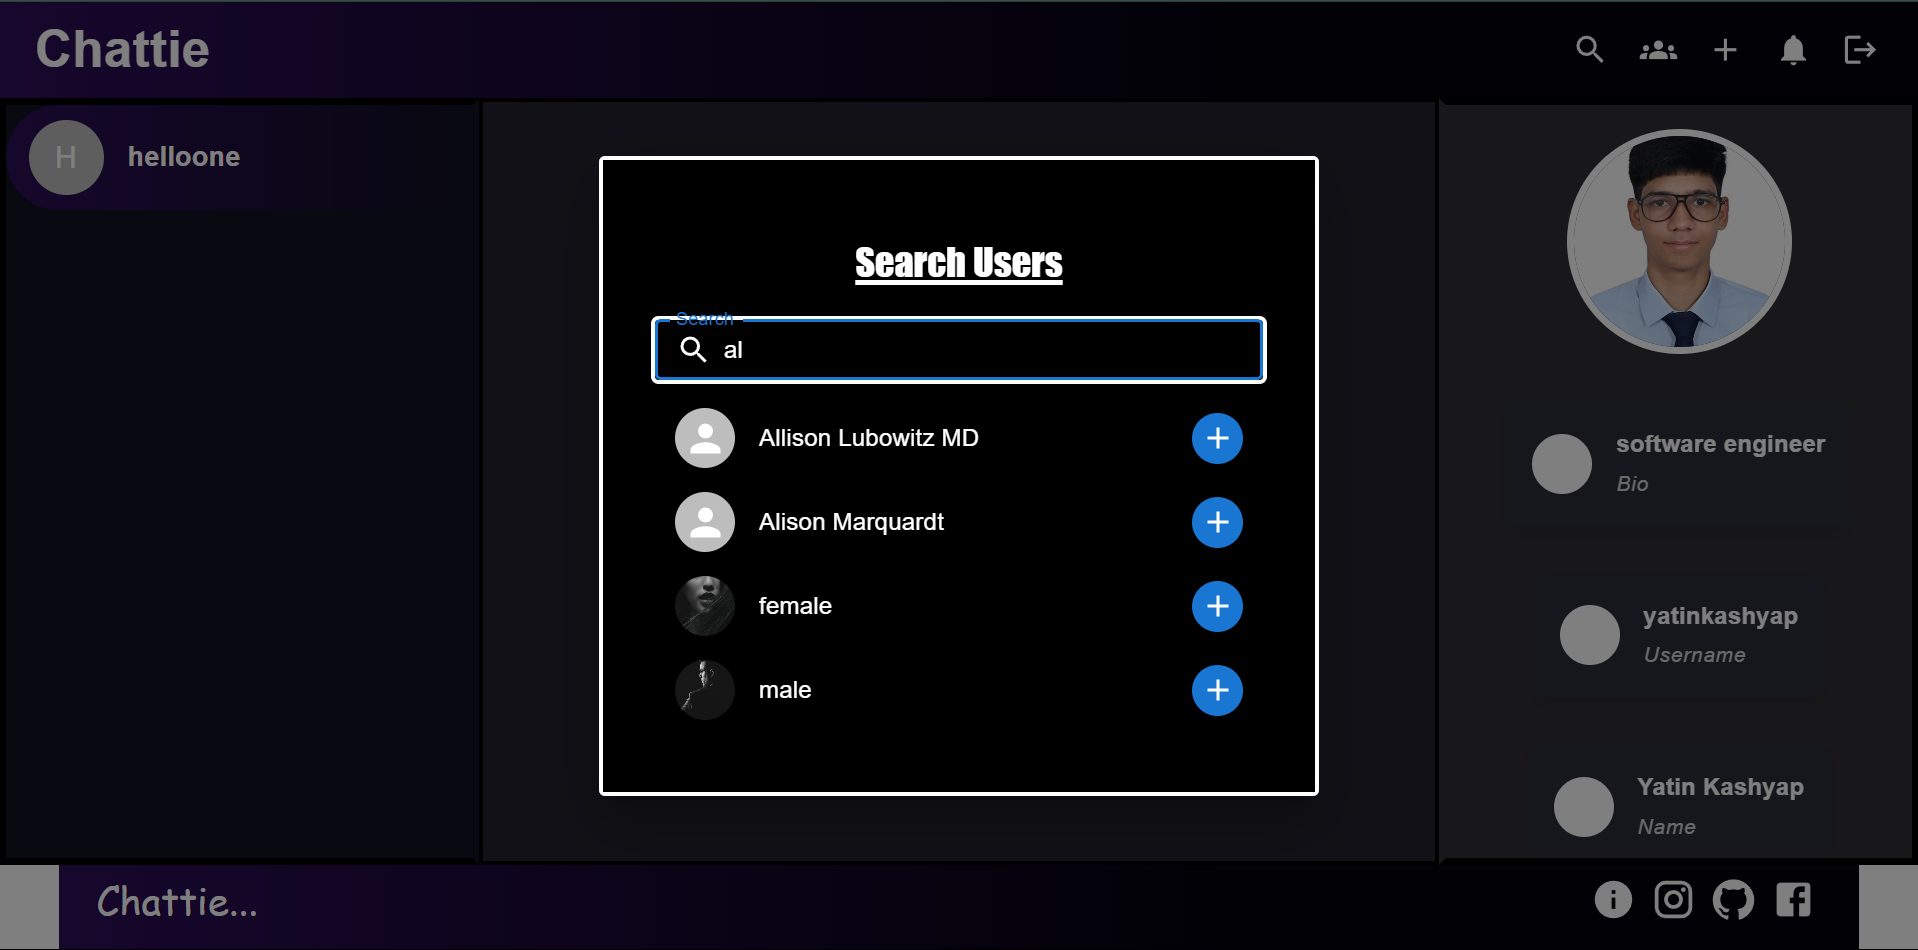 Chattie
H
helloone
Search Users
Search
al
Allison Lubowitz MD
Alison Marquardt
female
male
software engineer
Bio
yatinkashyap
Username
Yatin Kashyap
Name
Chattie...